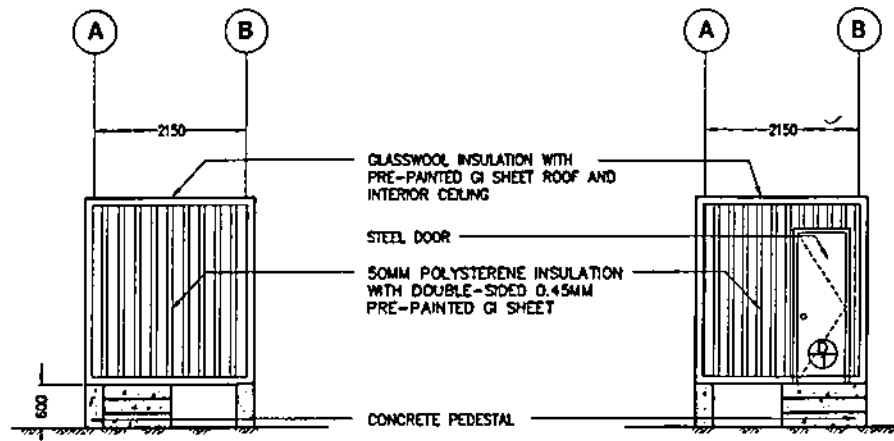 A B A B
2150 2150
GLASSWOOL INSULATION WITH
PRE-PAINTED GI SHEET ROOF AND
INTERIOR CEILING
STEEL DOOR
50MM POLYSTERENE INSULATION
WITH DOUBLE-SIDED 0.45MM
PRE-PAINTED GI SHEET
D
1
600
CONCRETE PEDESTAL